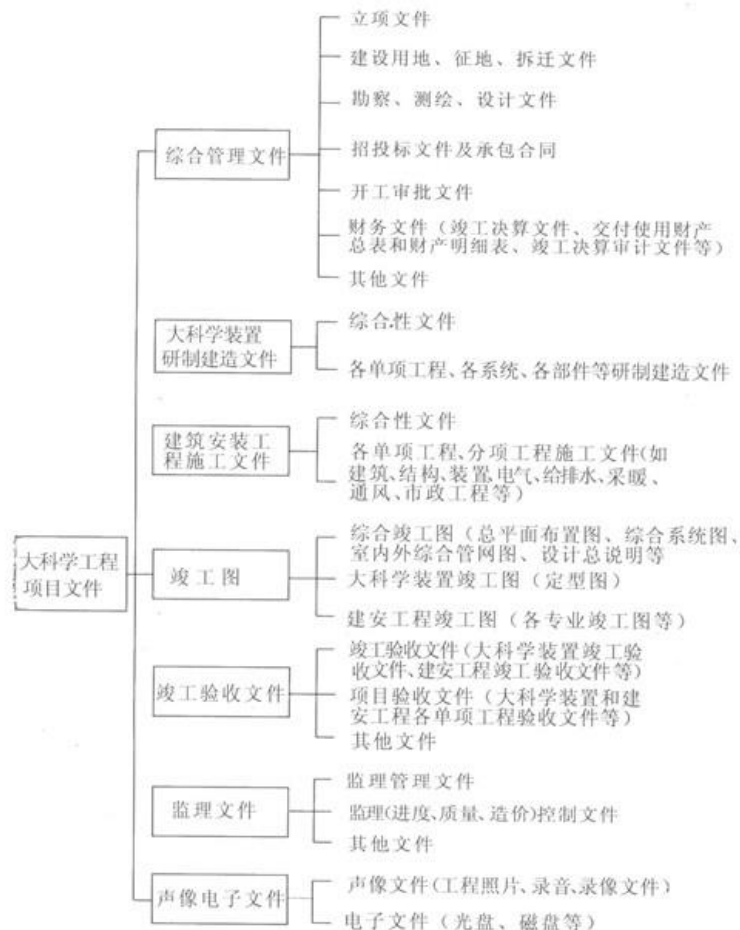 立项文件
建设用地、征地、拆迁文件
勘察、测绘、设计文件
综合管理文件
招投标文件及承包合同
开工审批文件
财务文件（竣工决算文件、交付使用财产
总表和财产明细表、竣工决算审计文件等）
其他文件
大科学装置
研制建造文件
综合性文件
各单项工程、各系统、各部件等研制建造文件
建筑安装工
程施工文件
综合性文件
各单项工程、分项工程施工文件(如
建筑、结构、装置、电气、给排水、采暖、
通风、市政工程等）
大科学工程
项目文件
竣工图
综合竣工图（总平面布置图、综合系统图、
室内外综合管网图、设计总说明等
大科学装置竣工图（定型图）
建安工程竣工图（各专业竣工图等）
竣工验收文件
竣工验收文件(大科学装置竣工验
收文件、建安工程竣工验收文件等)
项目验收文件（大科学装置和建
安工程各单项工程验收文件等）
其他文件
监理文件
监理管理文件
监理(进度、质量、造价)控制文件
其他文件
声像电子文件
声像文件(工程照片、录音、录像文件)
电子文件（光盘、磁盘等）